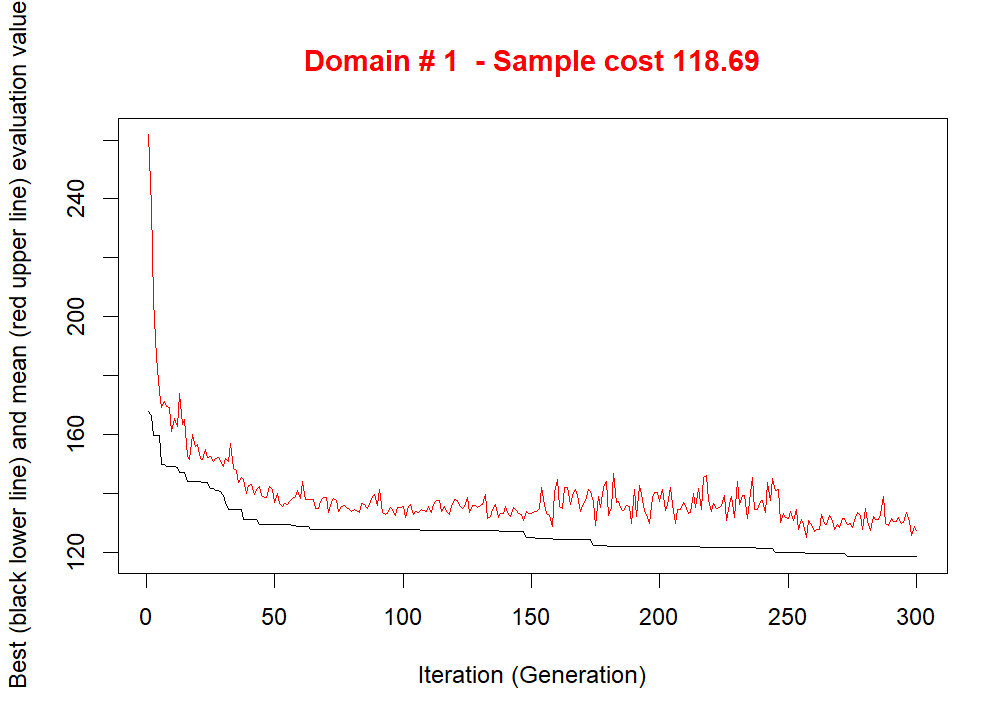 Domain # 1  - Sample cost 118.69
Best (black lower line) and mean (red upper line) evaluation value
240
200
160
120
0 50 100 150 200 250 300
Iteration (Generation)